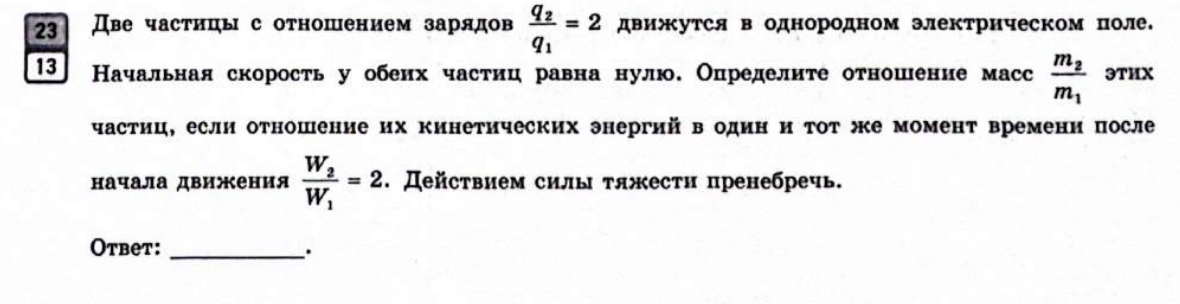 23
13
Две частицы с отношением зарядов q₂/q₁ = 2 движутся в однородном электрическом поле.
Начальная скорость у обеих частиц равна нулю. Определите отношение масс m₂/m₁ этих
частиц, если отношение их кинетических энергий в один и тот же момент времени после
начала движения W₂/W₁ = 2. Действием силы тяжести пренебречь.
Ответ: ___________.